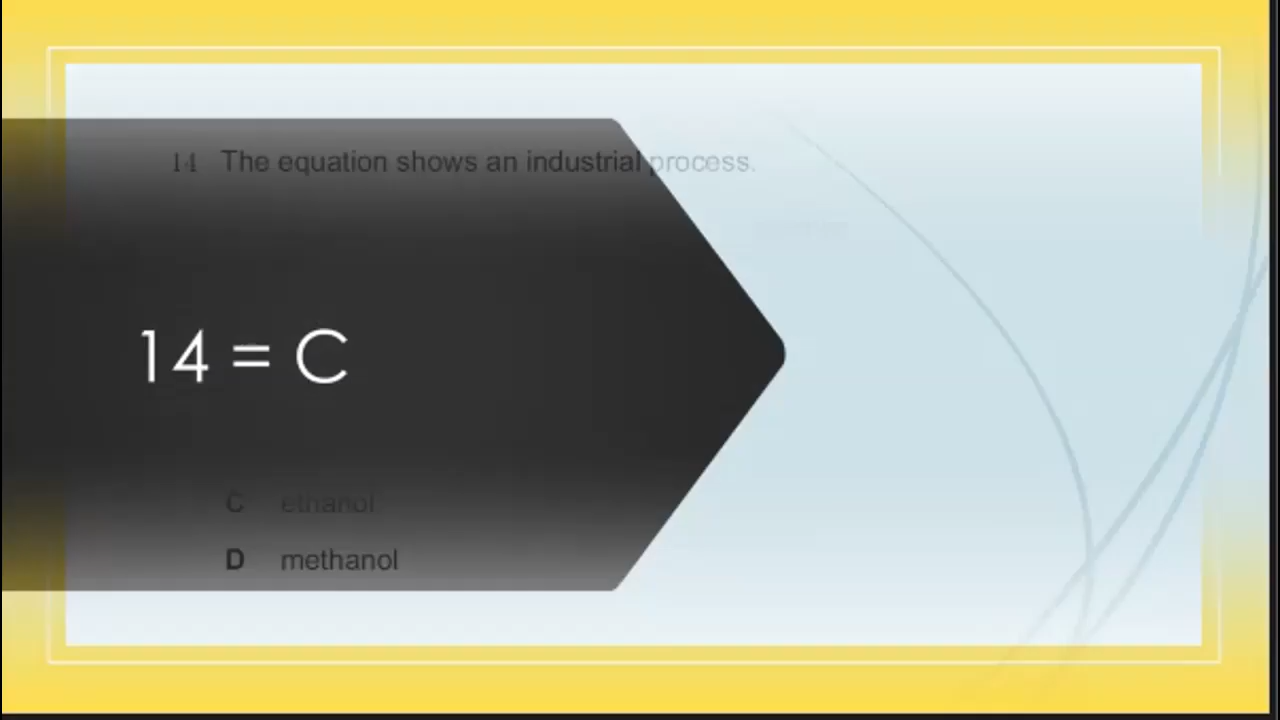 14 The equation shows an industrial process.
14 = C
C ethanol
D methanol